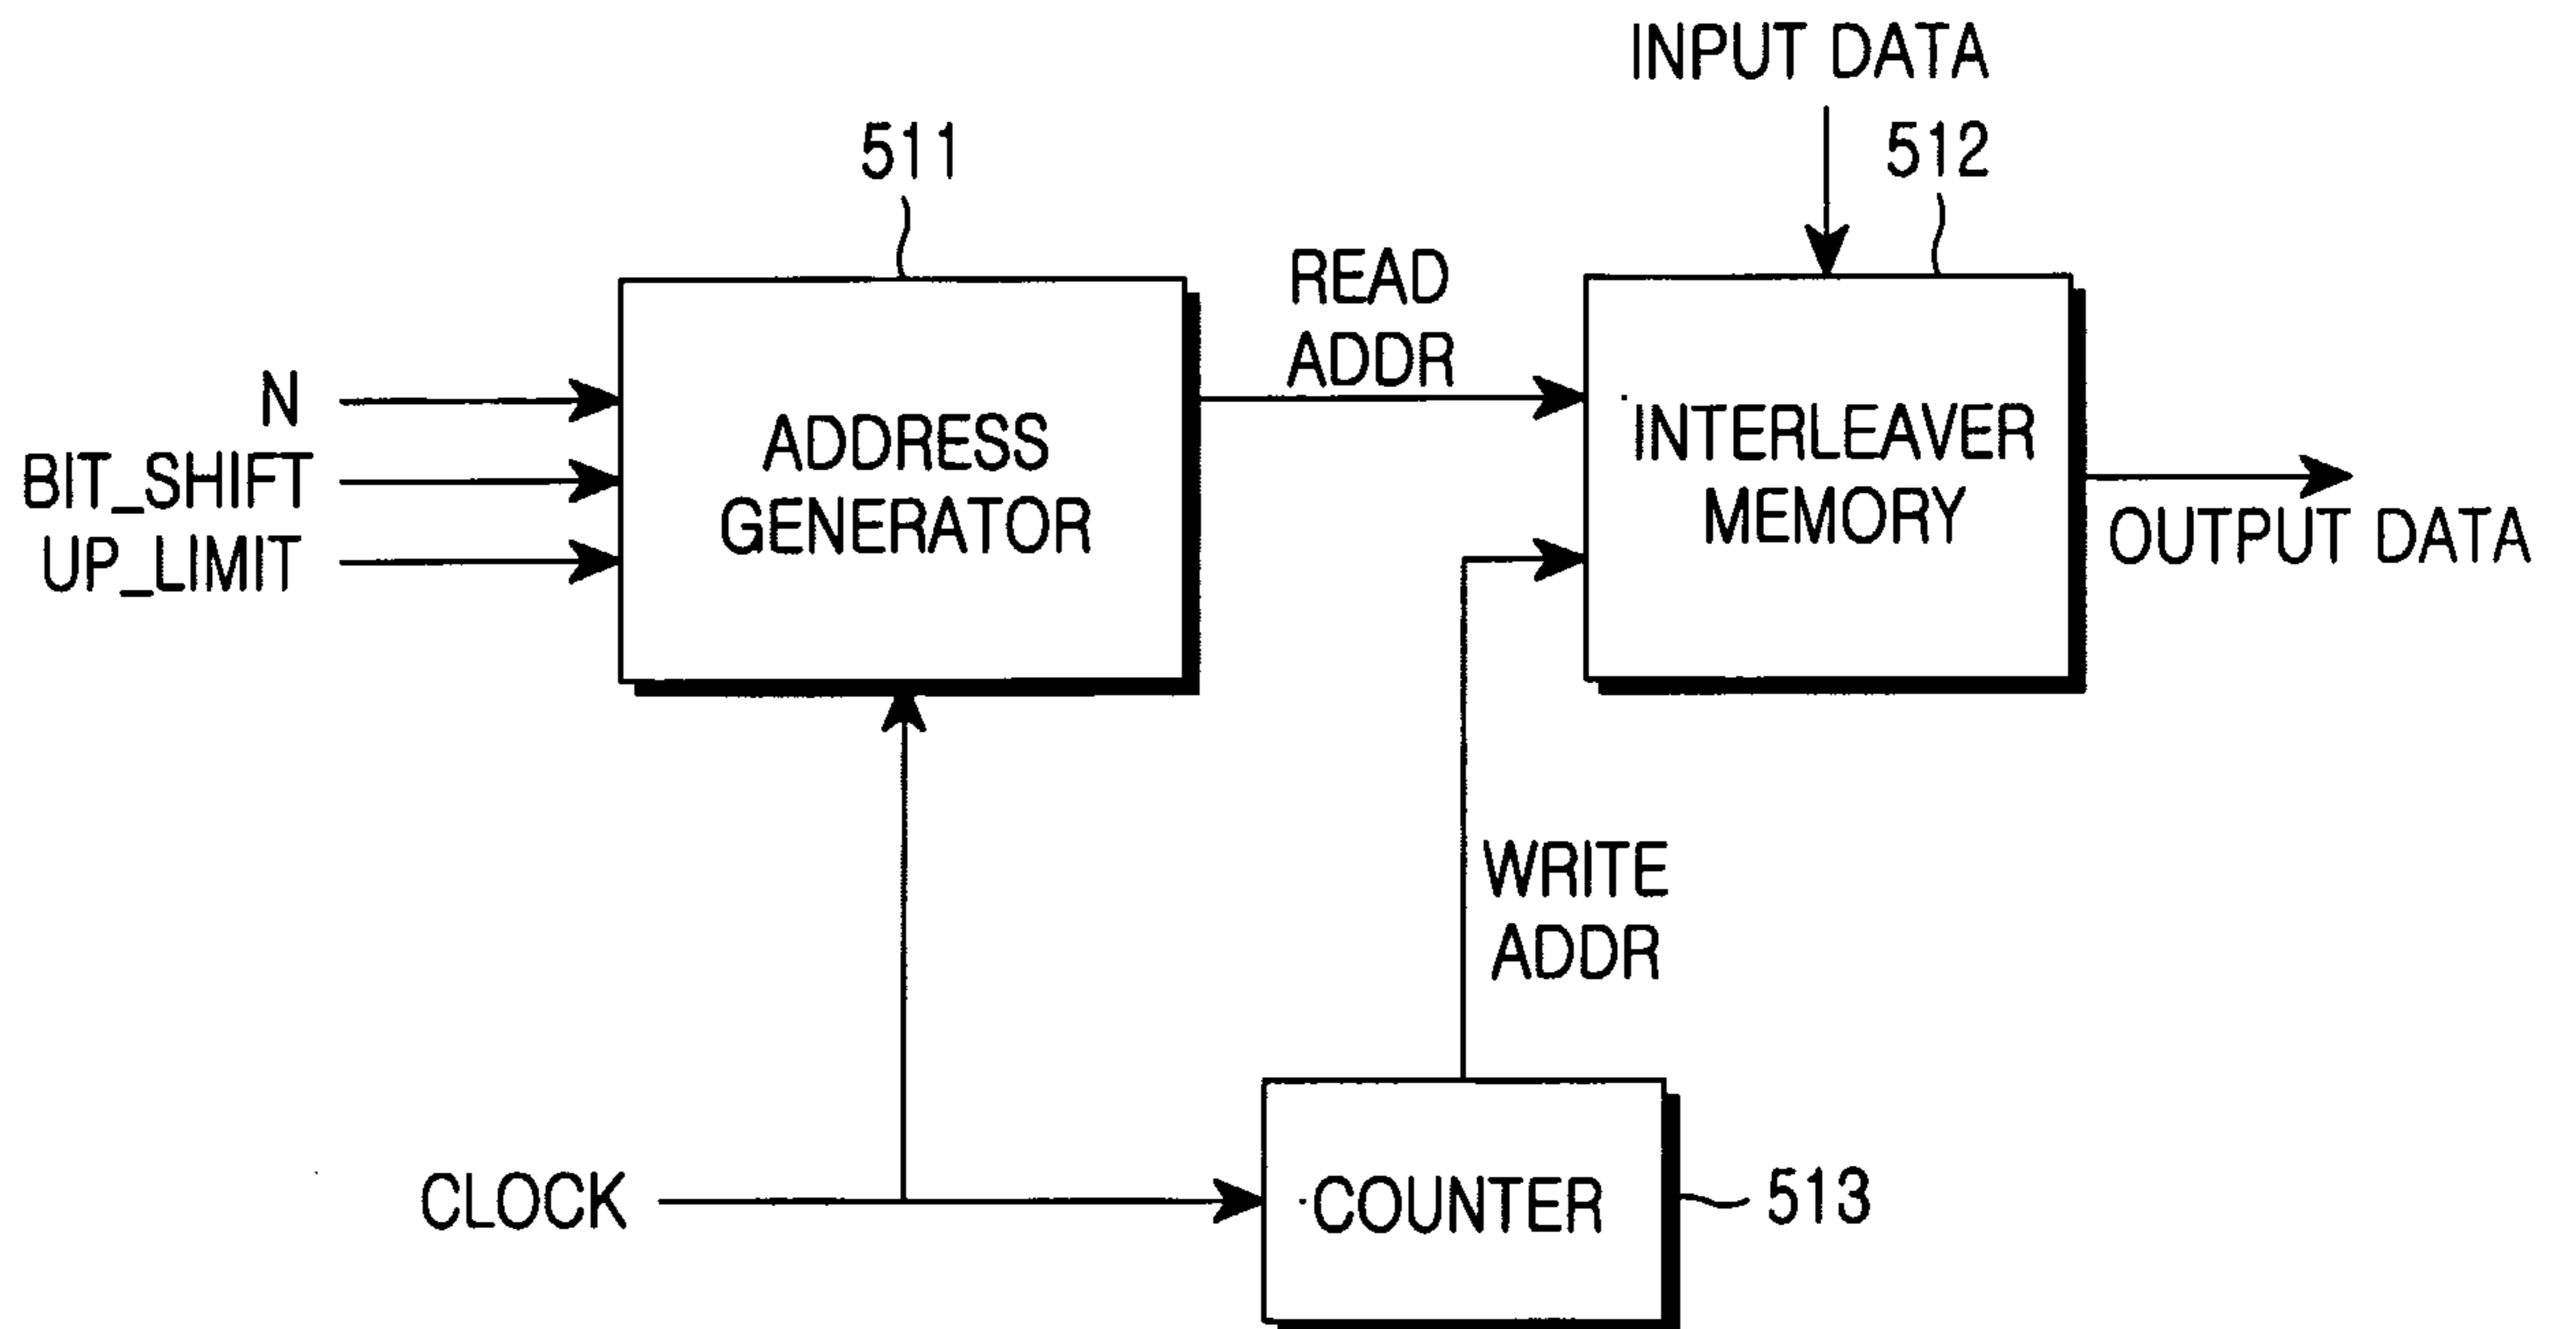 INPUT DATA
511
512
READ
ADDR
N
BIT_SHIFT
UP_LIMIT
ADDRESS
GENERATOR
INTERLEAVER
MEMORY
OUTPUT DATA
WRITE
ADDR
CLOCK
COUNTER
513